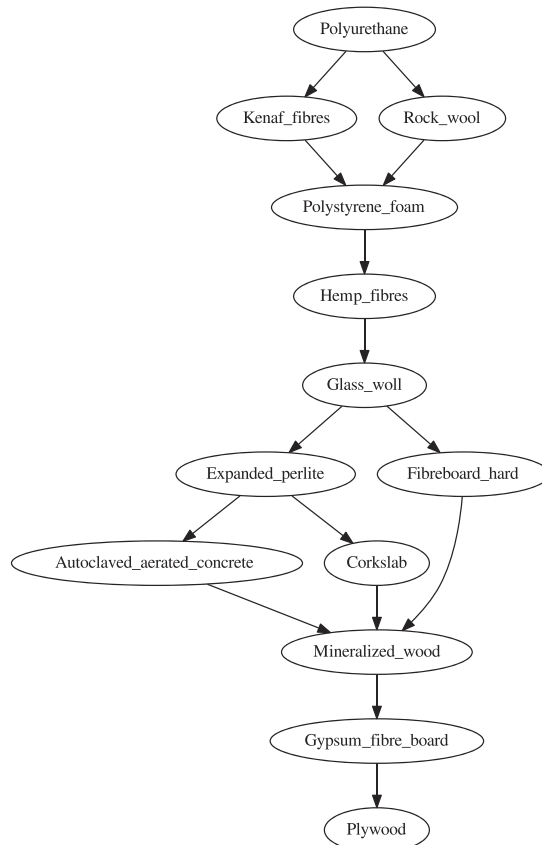 Polyurethane
Kenaf_fibres
Rock_wool
Polystyrene_foam
Hemp_fibres
Glass_woll
Expanded_perlite
Fibreboard_hard
Autoclaved_aerated_concrete
Corkslab
Mineralized_wood
Gypsum_fibre_board
Plywood